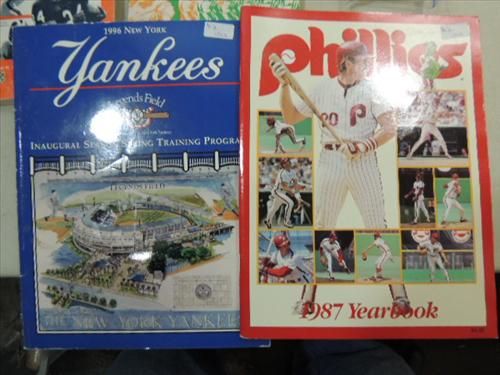 1996 NEW YORK
Yankees
Legends Field
INAUGURAL SEASON SPRING TRAINING PROGRAM
LEGENDS FIELD
THE NEW YORK YANKEES
Phillies
P
20
1987 Yearbook